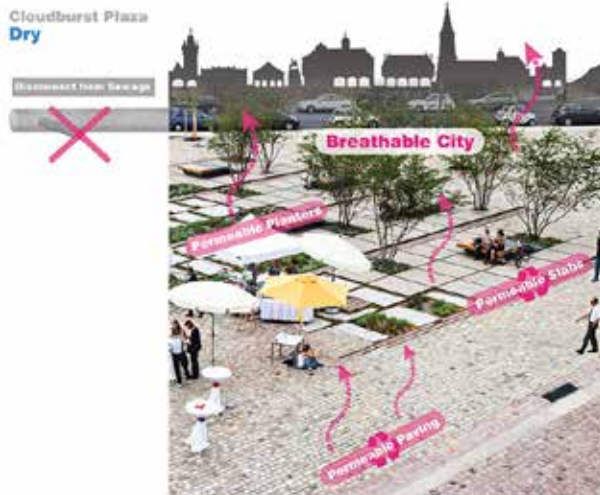 Cloudburst Plaza
Dry
Disconnect from Sewage
Breathable City
Permeable Planters
Permeable Slabs
Permeable Paving